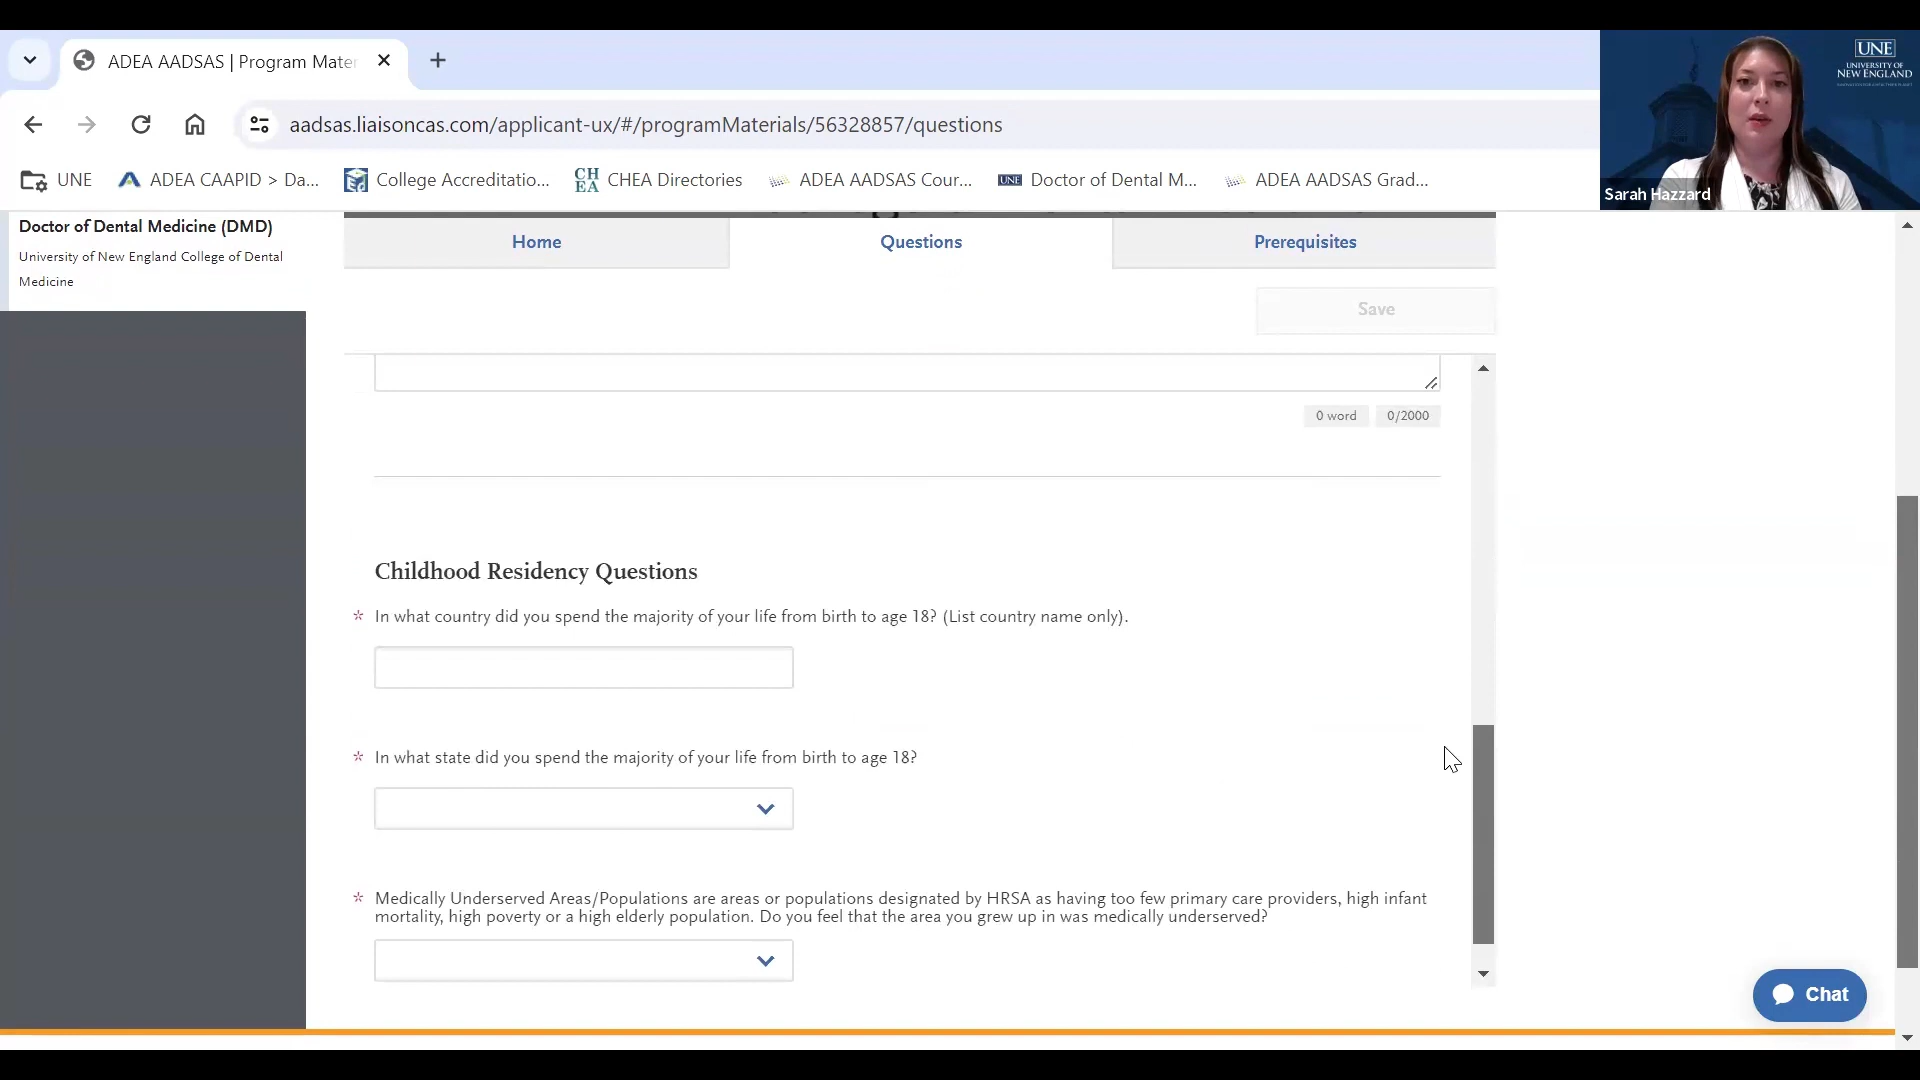 ADEA AADSAS | Program Mater
aadsas.liaisoncas.com/applicant-ux/#/programMaterials/56328857/questions
UNE
ADEA CAAPID > Da...
College Accreditatio...
CHEA
CHEA Directories
ADEA AADSAS Cour...
UNE
Doctor of Dental M...
ADEA AADSAS Grad...
UNE
UNIVERSITY OF
NEW ENGLAND
Sarah Hazzard
Doctor of Dental Medicine (DMD)
University of New England College of Dental
Medicine
Home
Questions
Prerequisites
Save
0 word
0/2000
Childhood Residency Questions
* In what country did you spend the majority of your life from birth to age 18? (List country name only).
* In what state did you spend the majority of your life from birth to age 18?
* Medically Underserved Areas/Populations are areas or populations designated by HRSA as having too few primary care providers, high infant
mortality, high poverty or a high elderly population. Do you feel that the area you grew up in was medically underserved?
Chat